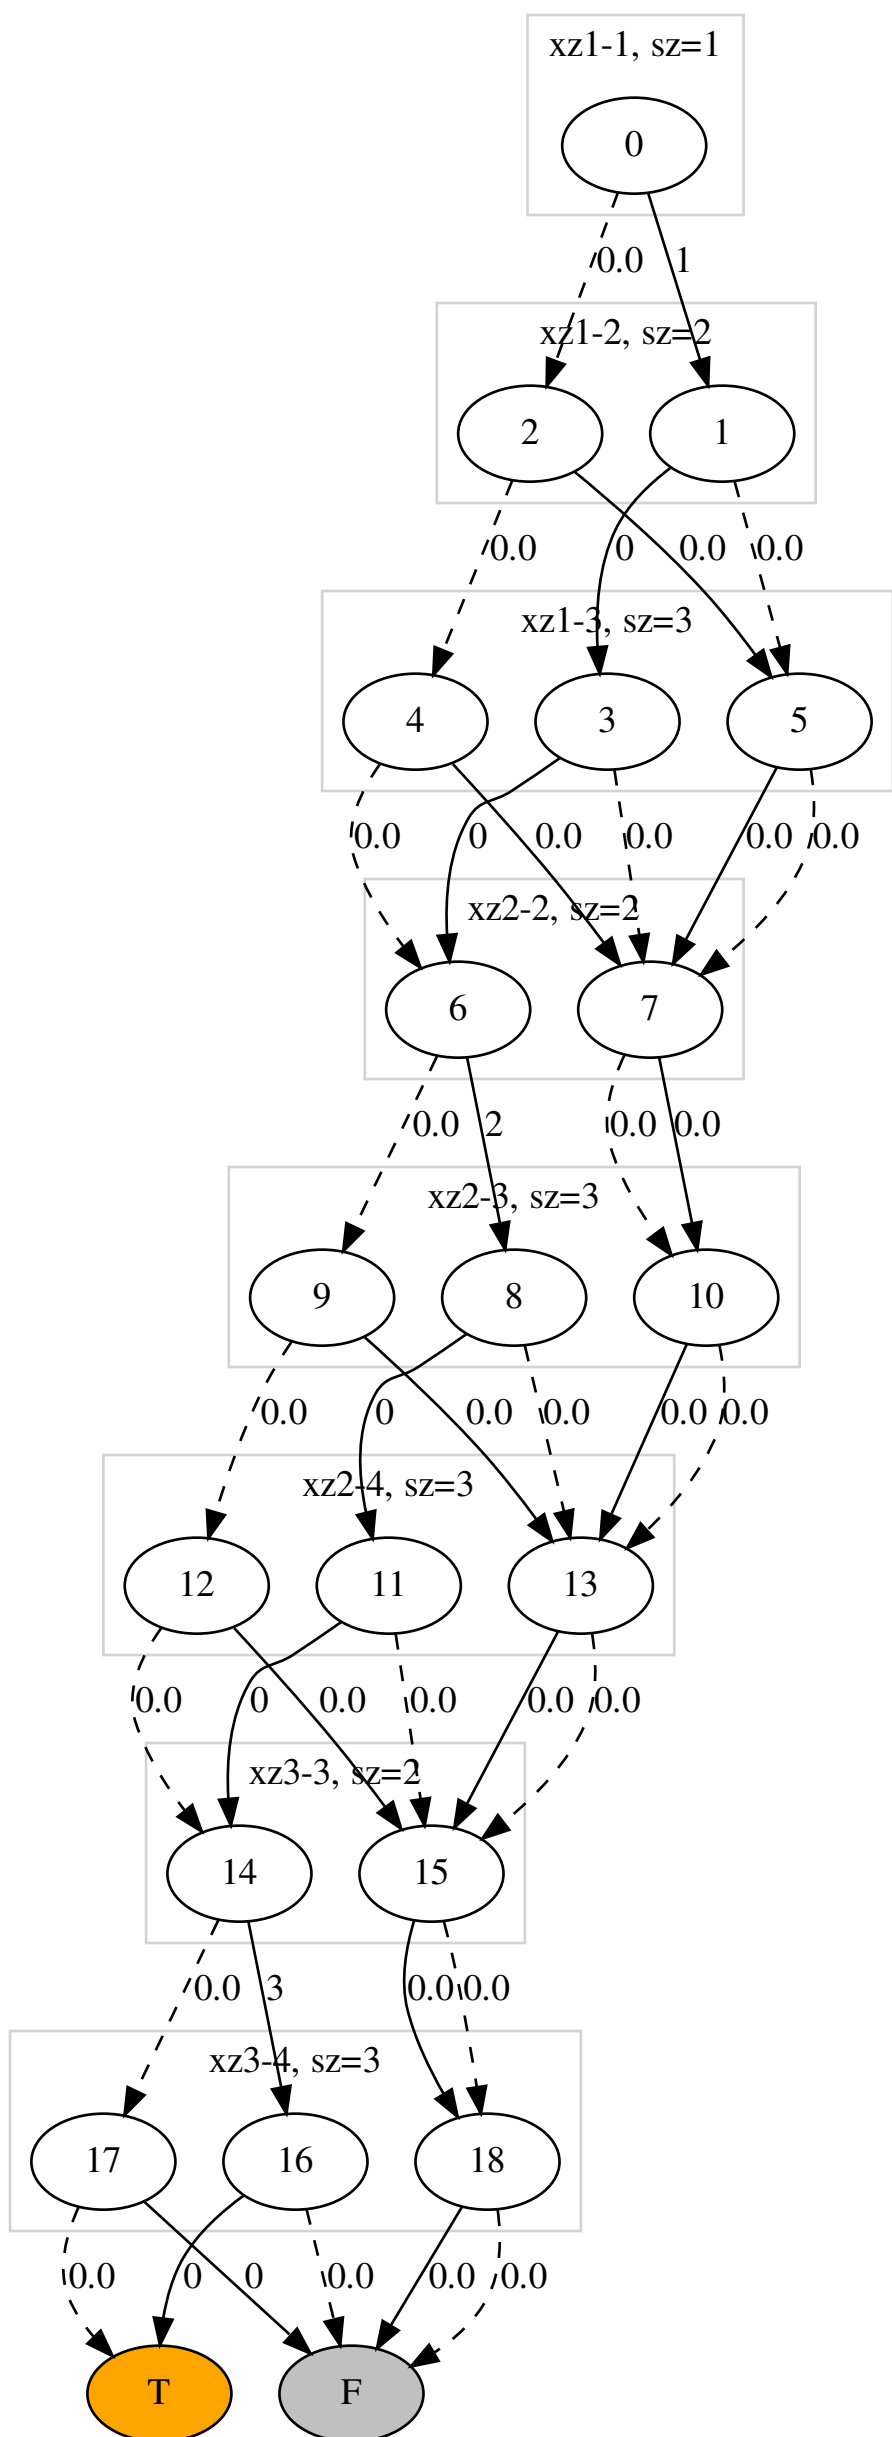 xz1-1, sz=1
0
0.0 1
xz1-2, sz=2
2 1
0.0 0 0.0 0.0
xz1-3, sz=3
4 3 5
0.0 0 0.0 0.0 0.0 0.0
xz2-2, sz=2
6 7
0.0 2 0.0 0.0
xz2-3, sz=3
9 8 10
0.0 0 0.0 0.0 0.0 0.0
xz2-4, sz=3
12 11 13
0.0 0 0.0 0.0 0.0 0.0
xz3-3, sz=2
14 15
0.0 3 0.0 0.0
xz3-4, sz=3
17 16 18
0.0 0 0 0.0 0.0 0.0
T F